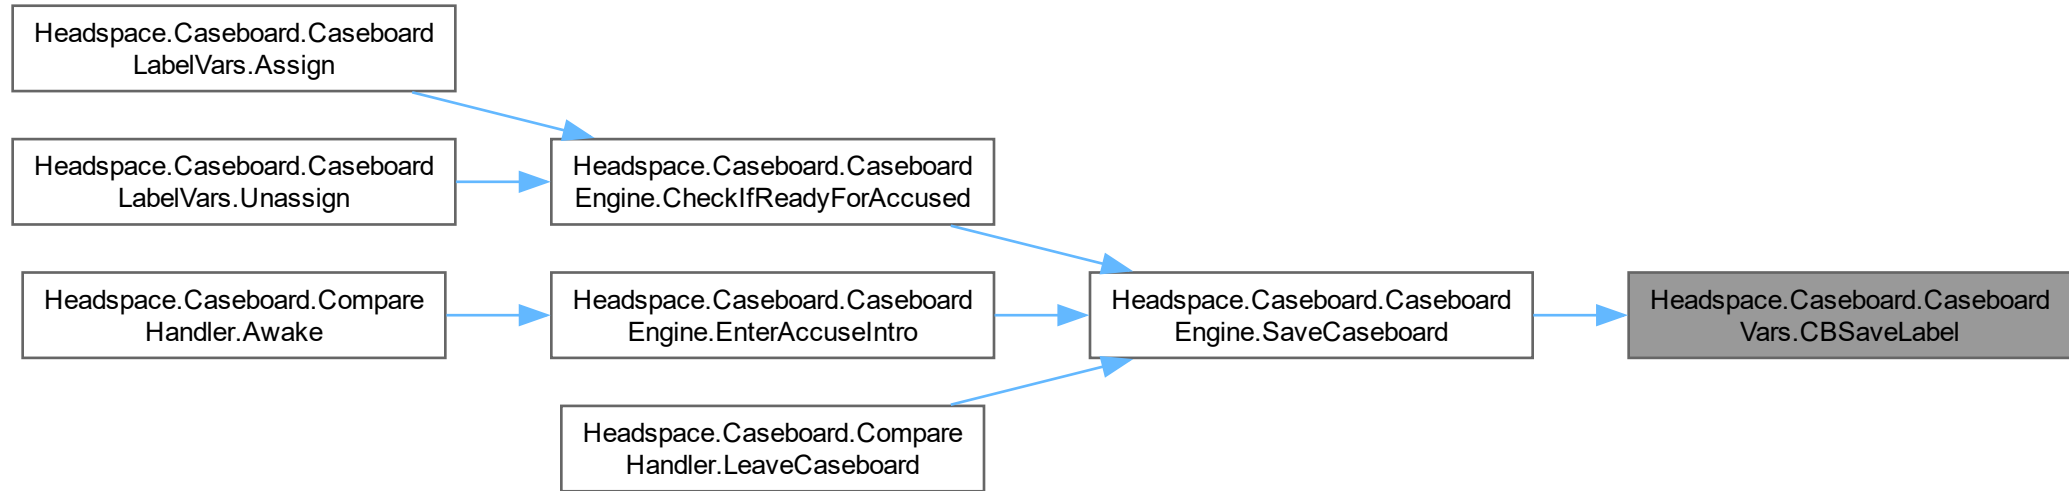 Headspace.Caseboard.Caseboard
LabelVars.Assign
Headspace.Caseboard.Caseboard
LabelVars.Unassign
Headspace.Caseboard.Caseboard
Engine.CheckIfReadyForAccused
Headspace.Caseboard.Compare
Handler.Awake
Headspace.Caseboard.Caseboard
Engine.EnterAccuseIntro
Headspace.Caseboard.Caseboard
Engine.SaveCaseboard
Headspace.Caseboard.Caseboard
Vars.CBSaveLabel
Headspace.Caseboard.Compare
Handler.LeaveCaseboard